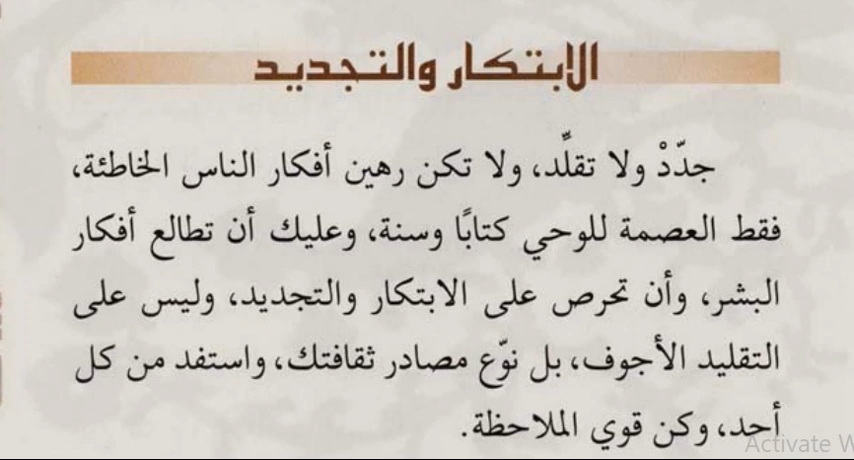 الابتكار والتجديد
جدّدْ ولا تقلِّد، ولا تكن رهين أفكار الناس الخاطئة،
فقط العصمة للوحي كتابًا وسنة، وعليك أن تطالع أفكار
البشر، وأن تحرص على الابتكار والتجديد، وليس على
التقليد الأجوف، بل نوّع مصادر ثقافتك، واستفد من كل
أحد، وكن قوي الملاحظة.
Activate W